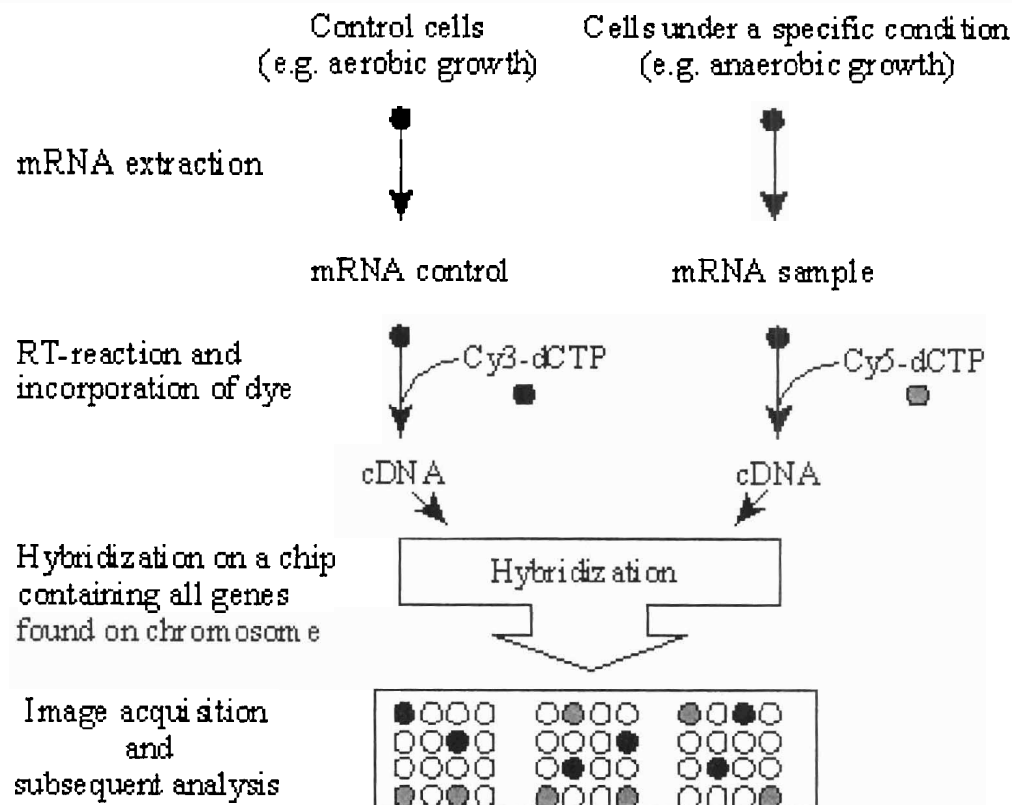 Control cells
(e.g. aerobic growth)
Cells under a specific condition
(e.g. anaerobic growth)
mRNA extraction
mRNA control
mRNA sample
RT-reaction and
incorporation of dye
Cy3-dCTP
Cy5-dCTP
cDNA
cDNA
Hybridization on a chip
containing all genes
found on chromosome
Hybridization
Image acquisition
and
subsequent analysis